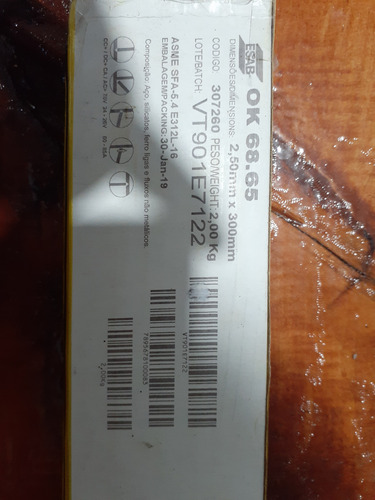 ESAB OK 68.65
DIMENSÕES/DIMENSIONS: 2,50mm x 300mm
CODIGO: 307260 PESO/WEIGHT: 2,00 Kg
LOTE/BATCH: VT901E7122
ASME SFA-5.4 E312L-16
EMBALAGEM/PACKING: 30-Jan-19
Composição: Aço, silicatos, ferro ligas e fluxos não metálicos.
VT901E7122